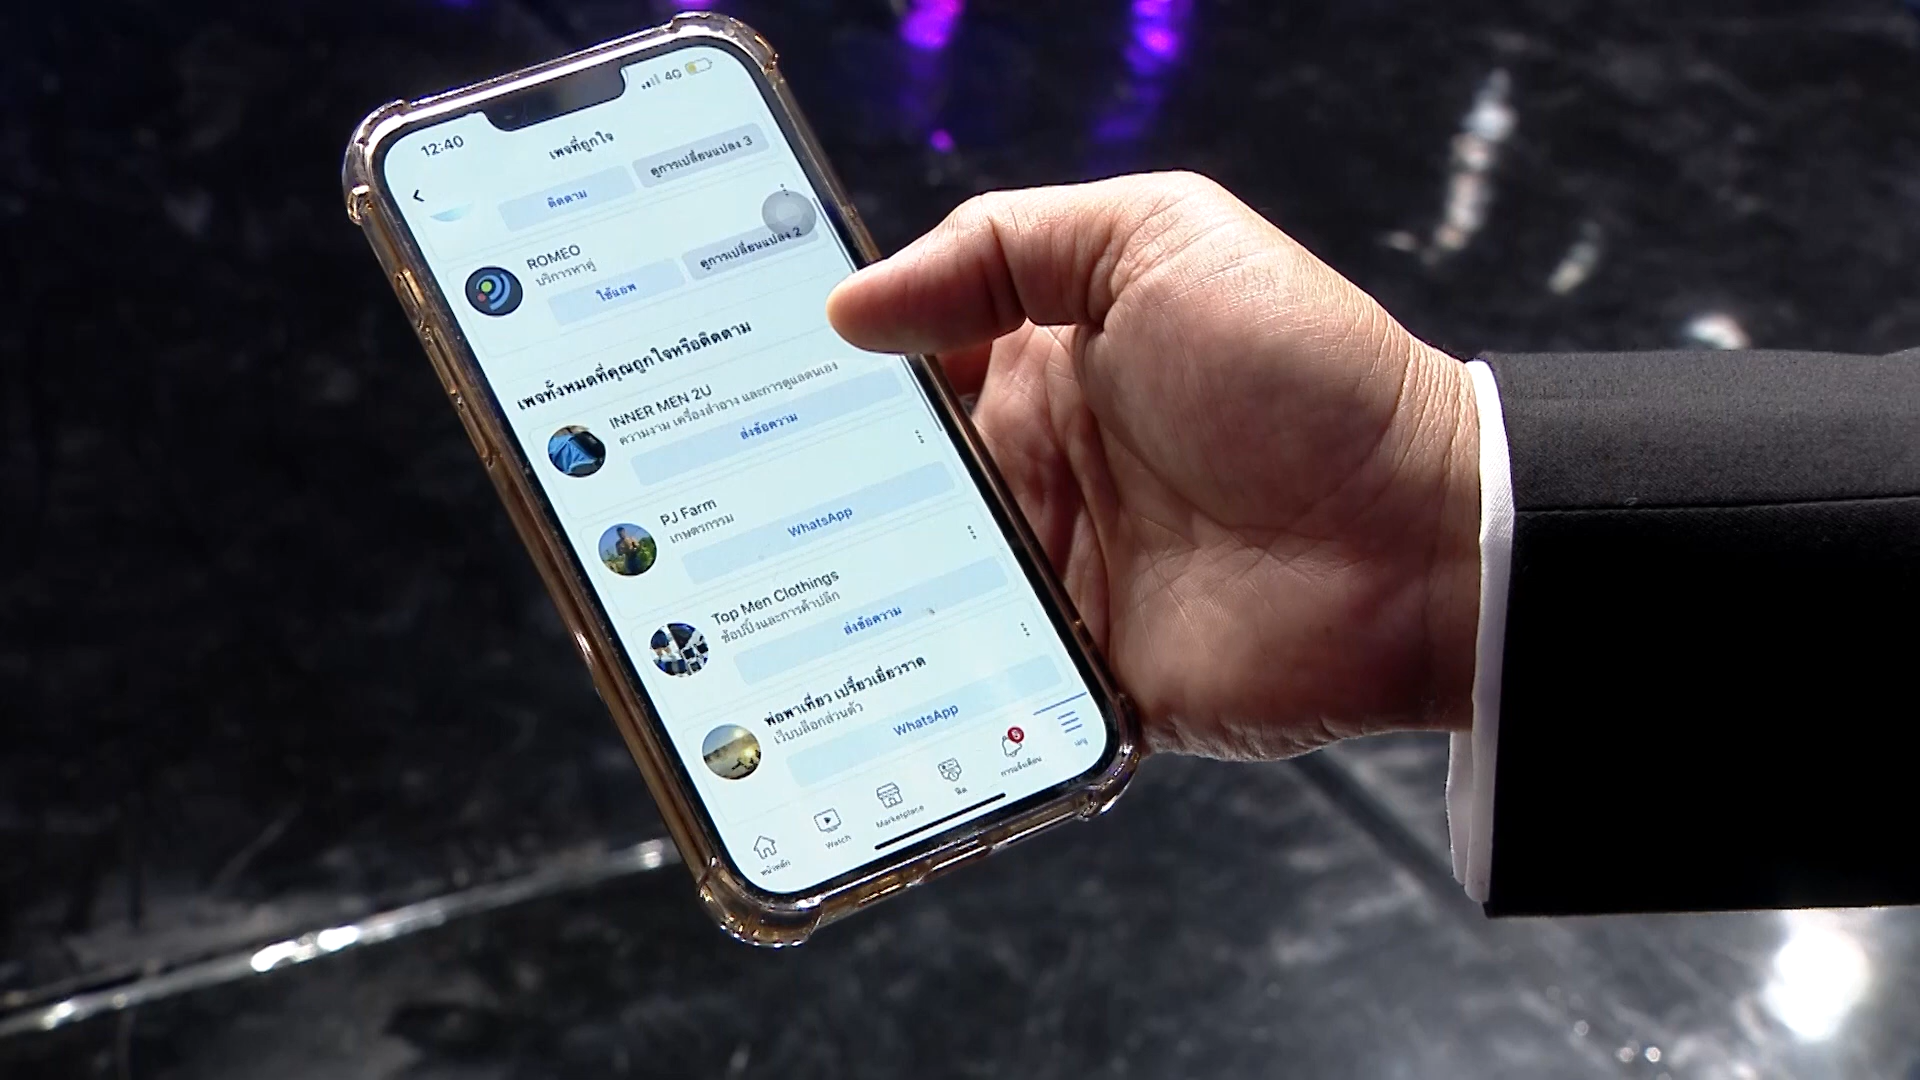 12:40
4G
เพจที่ถูกใจ
ติดตาม
ดูการเปลี่ยนแปลง 3
ROMEO
บริการหาคู่
ใช้แอพ
ดูการเปลี่ยนแปลง 2
เพจทั้งหมดที่คุณถูกใจหรือติดตาม
INNER MEN 2U
ความงาม เครื่องสำอาง และการดูแลตนเอง
ส่งข้อความ
PJ Farm
เกษตรกรรม
WhatsApp
Top Men Clothings
ช้อปปิ้งและการค้าปลีก
ส่งข้อความ
พ่อพาเที่ยว เปรี้ยวเยี่ยวราด
เว็บบล็อกส่วนตัว
WhatsApp
หน้าหลัก
Watch
Marketplace
ฟีด
5
การแจ้งเตือน
เมนู